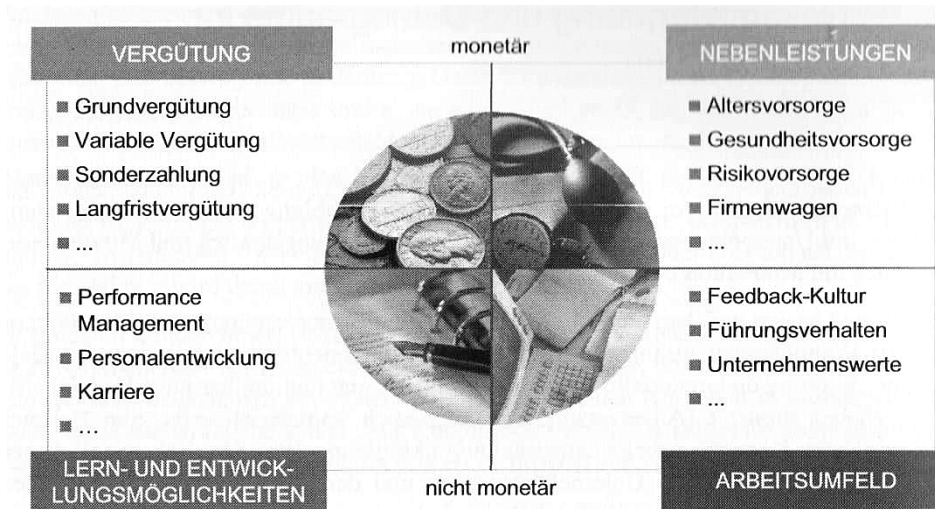 VERGÜTUNG
monetär
NEBENLEISTUNGEN
Grundvergütung
Variable Vergütung
Sonderzahlung
Langfristvergütung
...
Altersvorsorge
Gesundheitsvorsorge
Risikovorsorge
Firmenwagen
...
Performance
Management
Personalentwicklung
Karriere
...
Feedback-Kultur
Führungsverhalten
Unternehmenswerte
...
LERN- UND ENTWICK-
LUNGSMÖGLICHKEITEN
nicht monetär
ARBEITSUMFELD